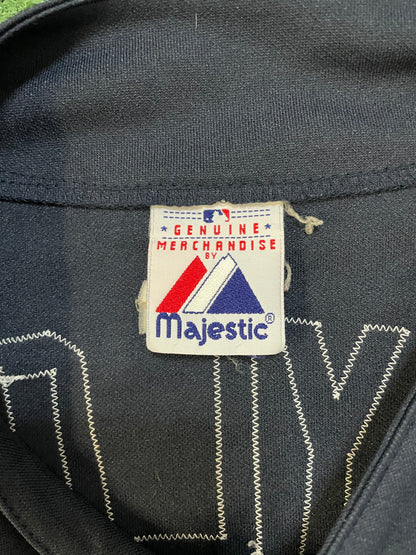 * GENUINE *
MERCHANDISE
BY
Majestic®